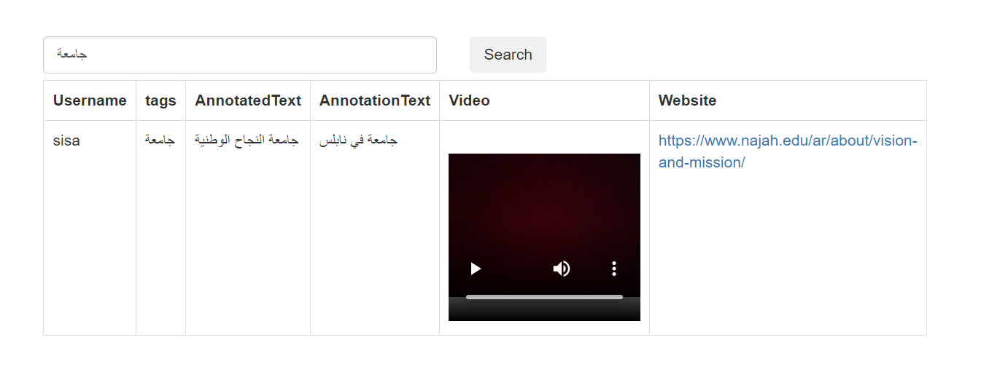 جامعة
Search
Username tags AnnotatedText AnnotationText Video Website
sisa جامعة جامعة النجاح الوطنية جامعة في نابلس https://www.najah.edu/ar/about/vision-
and-mission/